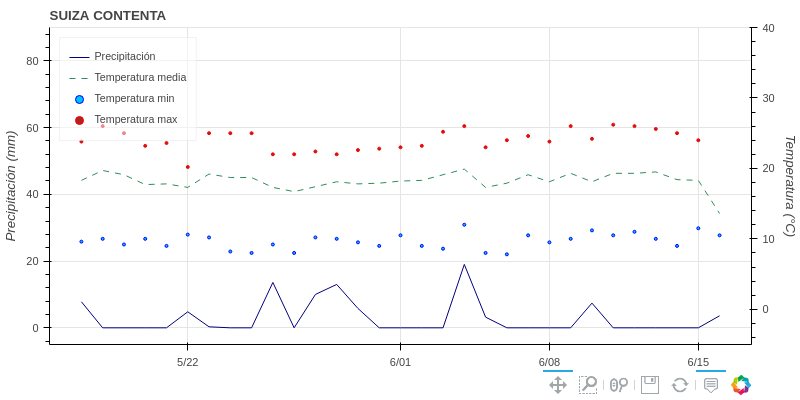 SUIZA CONTENTA
Precipitación
Temperatura media
Temperatura min
Temperatura max
Precipitación (mm)
80
60
40
20
0
40
30
20
10
0
Temperatura (°C)
5/22
6/01
6/08
6/15